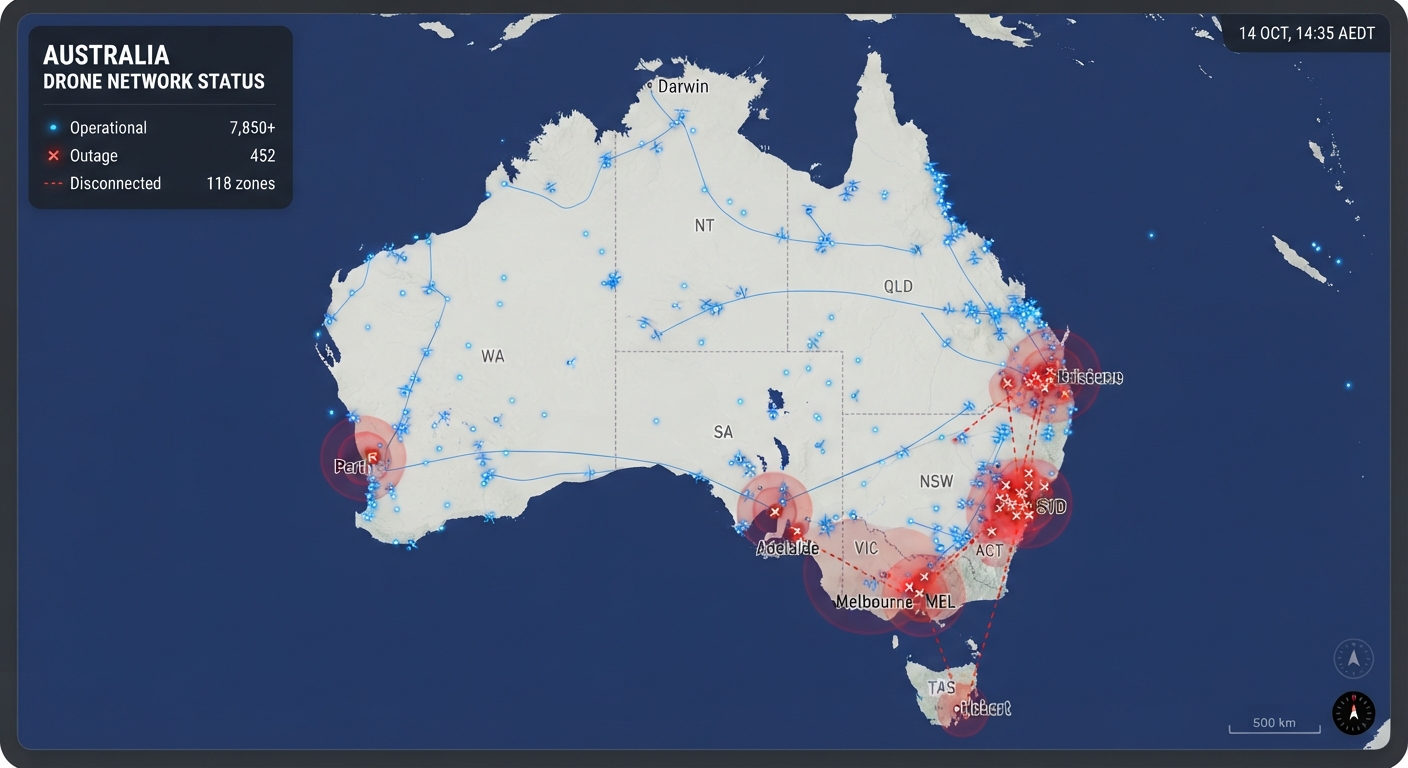 AUSTRALIA
DRONE NETWORK STATUS
Operational 7,850+
Outage 452
Disconnected 118 zones
14 OCT, 14:35 AEDT
Darwin
NT
QLD
WA
SA
NSW
Perth
VIC
ACT
Melbourne MEL
TAS
500 km